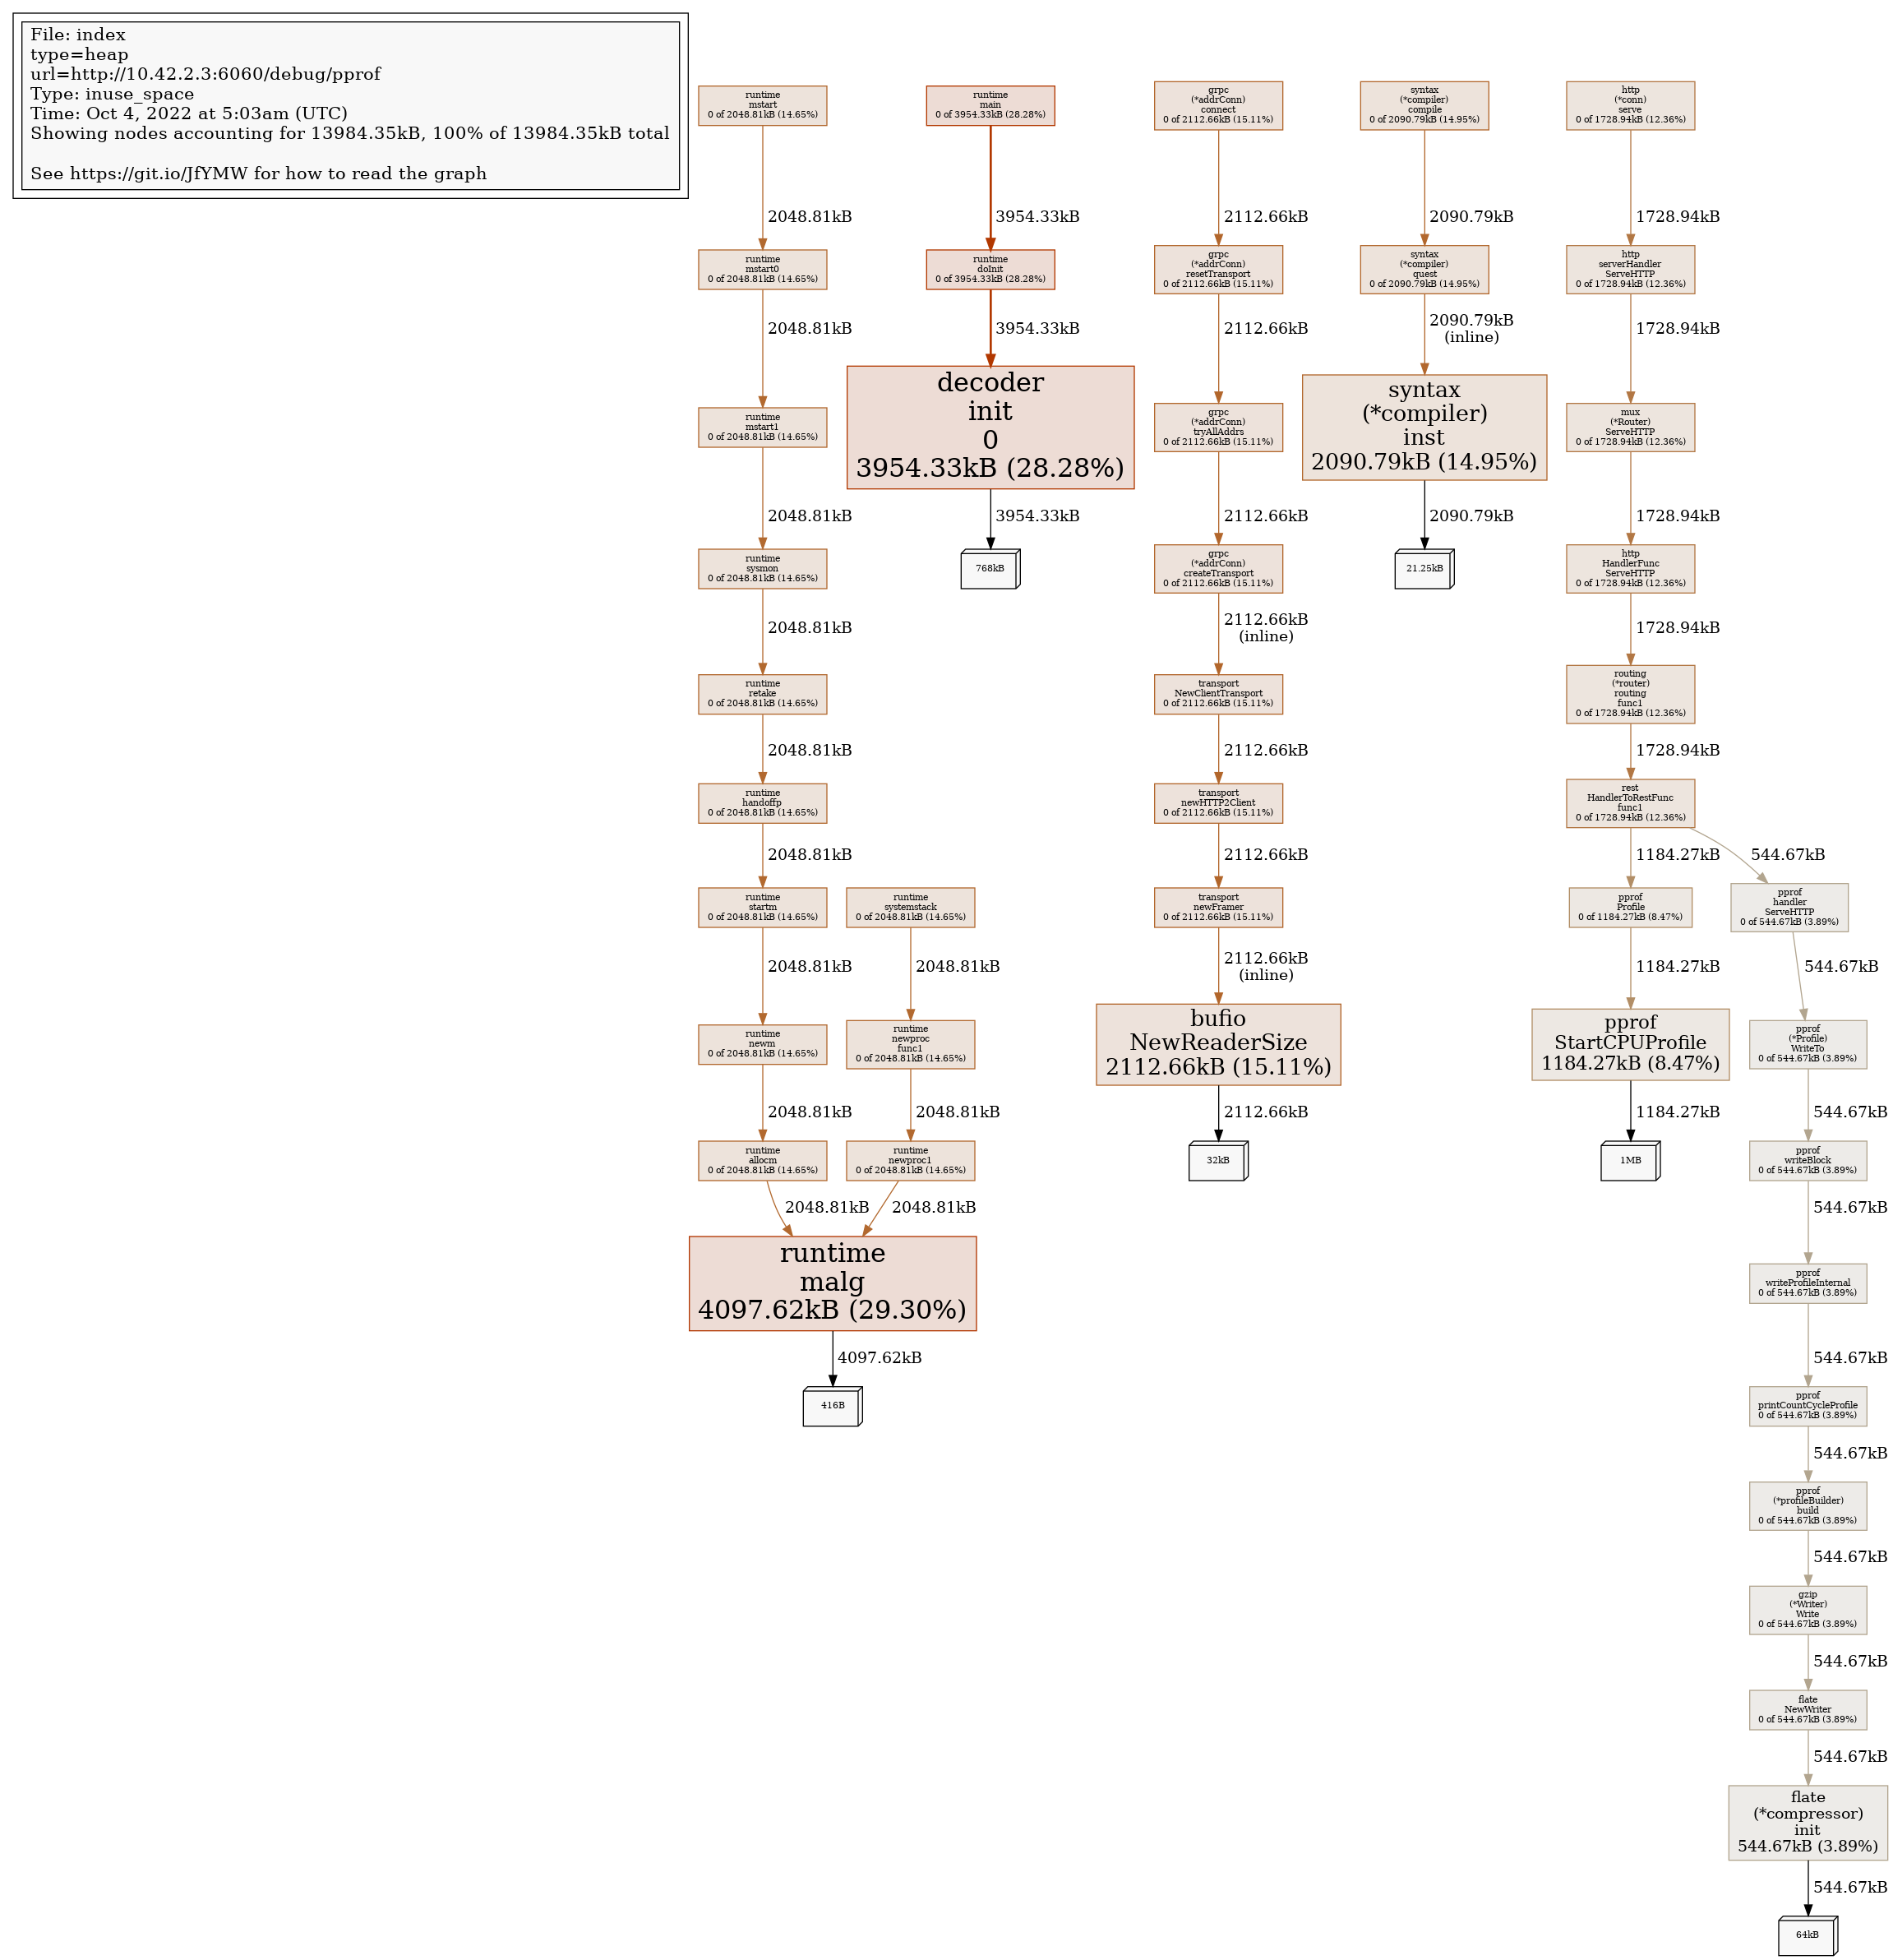 File: index
type=heap
url=http://10.42.2.3:6060/debug/pprof
Type: inuse_space
Time: Oct 4, 2022 at 5:03am (UTC)
Showing nodes accounting for 13984.35kB, 100% of 13984.35kB total
See https://git.io/JfYMW for how to read the graph
runtime
mstart
0 of 2048.81kB (14.65%)
2048.81kB
runtime
mstart0
0 of 2048.81kB (14.65%)
2048.81kB
runtime
mstart1
0 of 2048.81kB (14.65%)
2048.81kB
runtime
sysmon
0 of 2048.81kB (14.65%)
2048.81kB
runtime
retake
0 of 2048.81kB (14.65%)
2048.81kB
runtime
handoffp
0 of 2048.81kB (14.65%)
2048.81kB
runtime
startm
0 of 2048.81kB (14.65%)
2048.81kB
runtime
newm
0 of 2048.81kB (14.65%)
2048.81kB
runtime
allocm
0 of 2048.81kB (14.65%)
2048.81kB
runtime
systemstack
0 of 2048.81kB (14.65%)
2048.81kB
runtime
newproc
func1
0 of 2048.81kB (14.65%)
2048.81kB
runtime
newproc1
0 of 2048.81kB (14.65%)
2048.81kB
runtime
malg
4097.62kB (29.30%)
4097.62kB
416B
runtime
main
0 of 3954.33kB (28.28%)
3954.33kB
runtime
doInit
0 of 3954.33kB (28.28%)
3954.33kB
decoder
init
0
3954.33kB (28.28%)
3954.33kB
768kB
grpc
(*addrConn)
connect
0 of 2112.66kB (15.11%)
2112.66kB
grpc
(*addrConn)
resetTransport
0 of 2112.66kB (15.11%)
2112.66kB
grpc
(*addrConn)
tryAllAddrs
0 of 2112.66kB (15.11%)
2112.66kB
grpc
(*addrConn)
createTransport
0 of 2112.66kB (15.11%)
2112.66kB
(inline)
transport
NewClientTransport
0 of 2112.66kB (15.11%)
2112.66kB
transport
newHTTP2Client
0 of 2112.66kB (15.11%)
2112.66kB
transport
newFramer
0 of 2112.66kB (15.11%)
2112.66kB
(inline)
bufio
NewReaderSize
2112.66kB (15.11%)
2112.66kB
32kB
syntax
(*compiler)
compile
0 of 2090.79kB (14.95%)
2090.79kB
syntax
(*compiler)
quest
0 of 2090.79kB (14.95%)
2090.79kB
(inline)
syntax
(*compiler)
inst
2090.79kB (14.95%)
2090.79kB
21.25kB
http
(*conn)
serve
0 of 1728.94kB (12.36%)
1728.94kB
http
serverHandler
ServeHTTP
0 of 1728.94kB (12.36%)
1728.94kB
mux
(*Router)
ServeHTTP
0 of 1728.94kB (12.36%)
1728.94kB
http
HandlerFunc
ServeHTTP
0 of 1728.94kB (12.36%)
1728.94kB
routing
(*router)
routing
func1
0 of 1728.94kB (12.36%)
1728.94kB
rest
HandlerToRestFunc
func1
0 of 1728.94kB (12.36%)
1184.27kB
pprof
Profile
0 of 1184.27kB (8.47%)
1184.27kB
pprof
StartCPUProfile
1184.27kB (8.47%)
1184.27kB
1MB
544.67kB
pprof
handler
ServeHTTP
0 of 544.67kB (3.89%)
544.67kB
pprof
(*Profile)
WriteTo
0 of 544.67kB (3.89%)
544.67kB
pprof
writeBlock
0 of 544.67kB (3.89%)
544.67kB
pprof
writeProfileInternal
0 of 544.67kB (3.89%)
544.67kB
pprof
printCountCycleProfile
0 of 544.67kB (3.89%)
544.67kB
pprof
(*profileBuilder)
build
0 of 544.67kB (3.89%)
544.67kB
gzip
(*Writer)
Write
0 of 544.67kB (3.89%)
544.67kB
flate
NewWriter
0 of 544.67kB (3.89%)
544.67kB
flate
(*compressor)
init
544.67kB (3.89%)
544.67kB
64kB